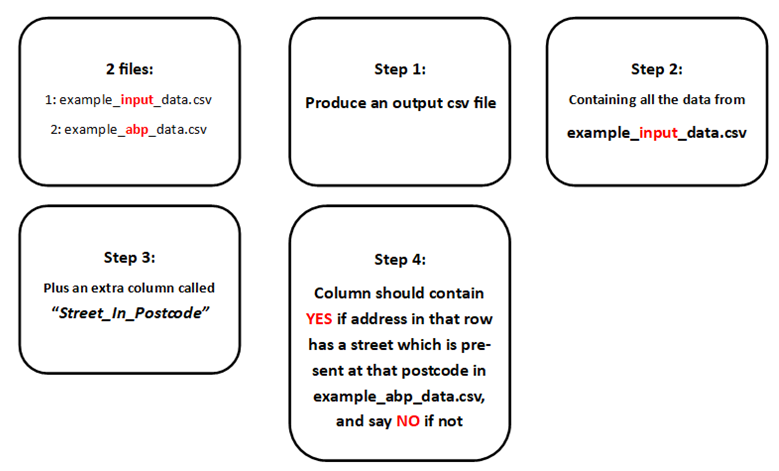 2 files:
1: example_input_data.csv
2: example_abp_data.csv
Step 1:
Produce an output csv file
Step 2:
Containing all the data from
example_input_data.csv
Step 3:
Plus an extra column called
“Street_In_Postcode”
Step 4:
Column should contain
YES if address in that row
has a street which is pre-
sent at that postcode in
example_abp_data.csv,
and say NO if not